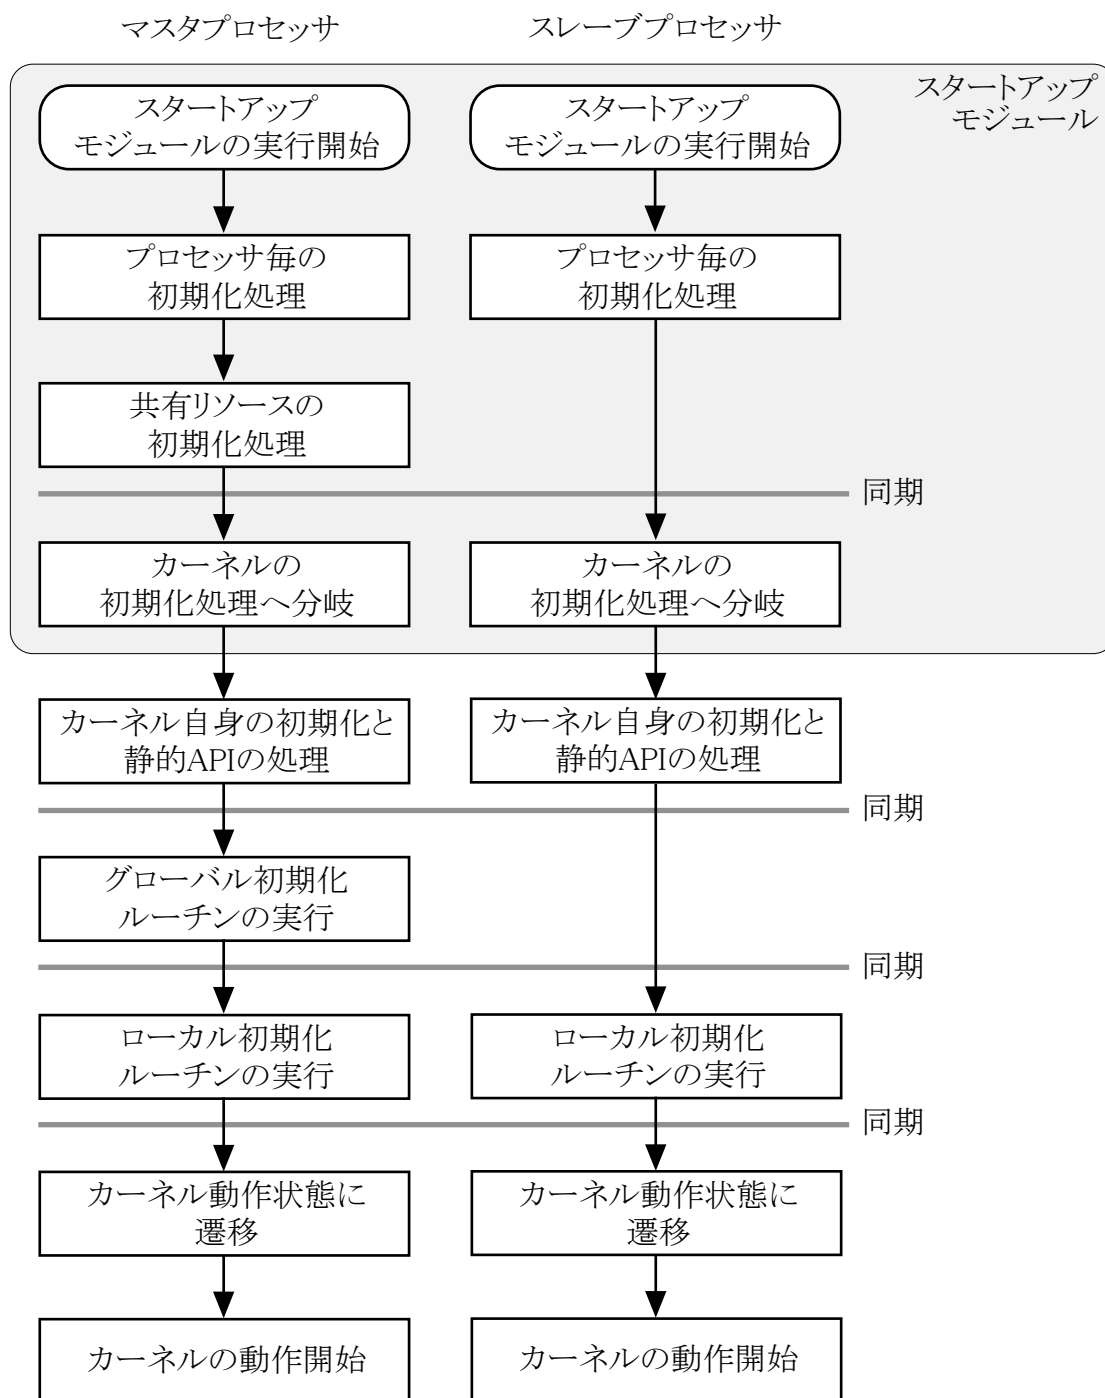 マスタプロセッサ
スレーブプロセッサ
スタートアップ
モジュール
スタートアップ
モジュールの実行開始
スタートアップ
モジュールの実行開始
プロセッサ毎の
初期化処理
プロセッサ毎の
初期化処理
共有リソースの
初期化処理
同期
カーネルの
初期化処理へ分岐
カーネルの
初期化処理へ分岐
カーネル自身の初期化と
静的APIの処理
カーネル自身の初期化と
静的APIの処理
同期
グローバル初期化
ルーチンの実行
同期
ローカル初期化
ルーチンの実行
ローカル初期化
ルーチンの実行
同期
カーネル動作状態に
遷移
カーネル動作状態に
遷移
カーネルの動作開始
カーネルの動作開始